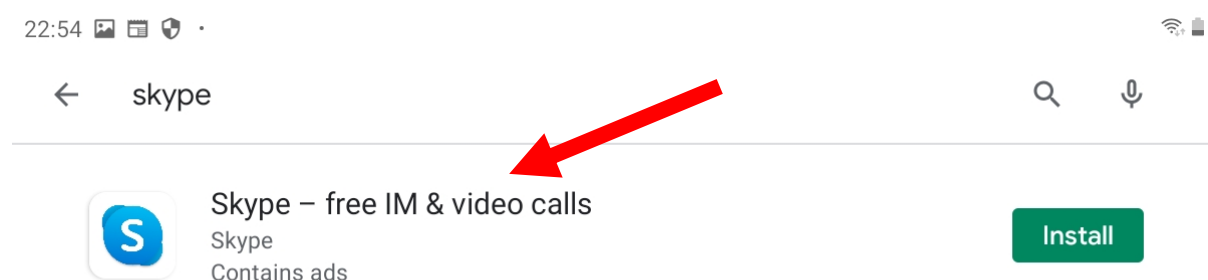 22:54
skype
Skype – free IM & video calls
Skype
Install
Contains ads